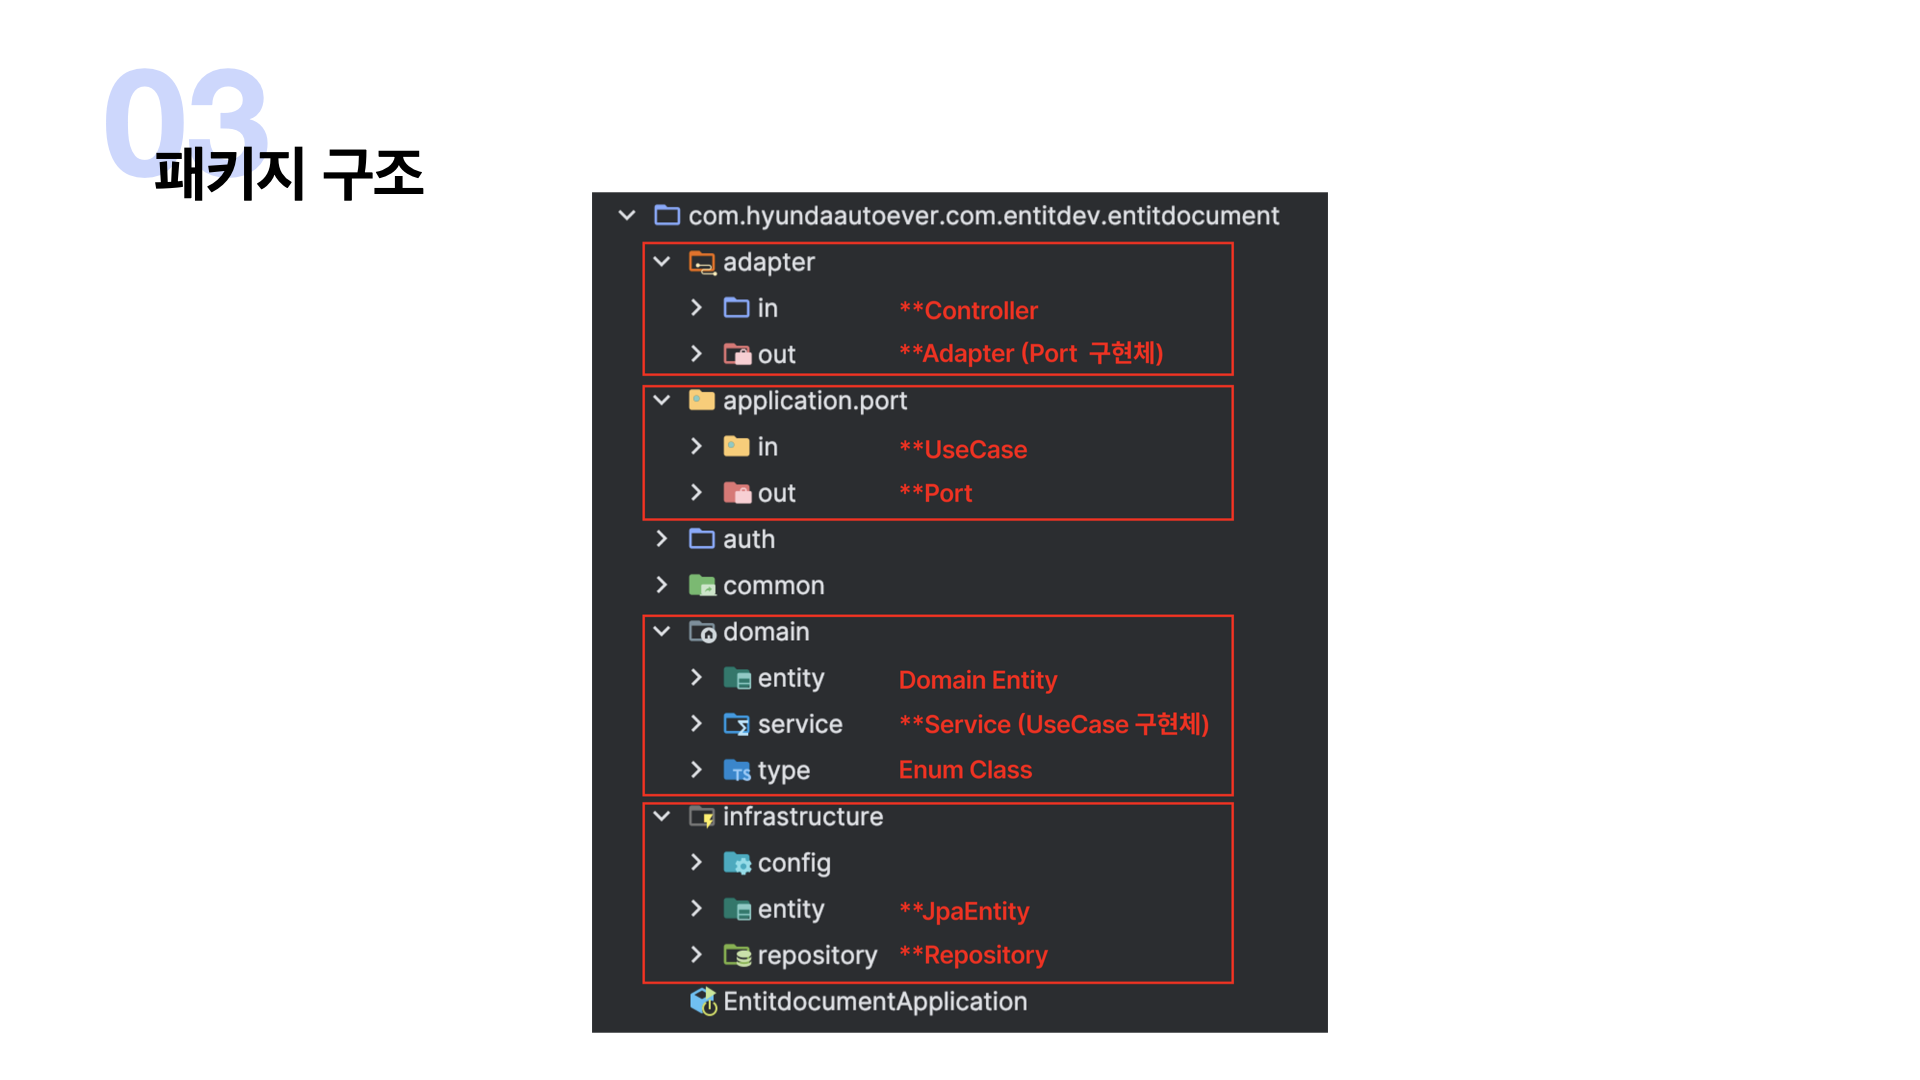 03
패키지 구조
com.hyundaautoever.com.entitdev.entitdocument
adapter
in **Controller
out **Adapter (Port 구현체)
application.port
in **UseCase
out **Port
auth
common
domain
entity Domain Entity
service **Service (UseCase 구현체)
TS type Enum Class
infrastructure
config
entity **JpaEntity
repository **Repository
EntitdocumentApplication